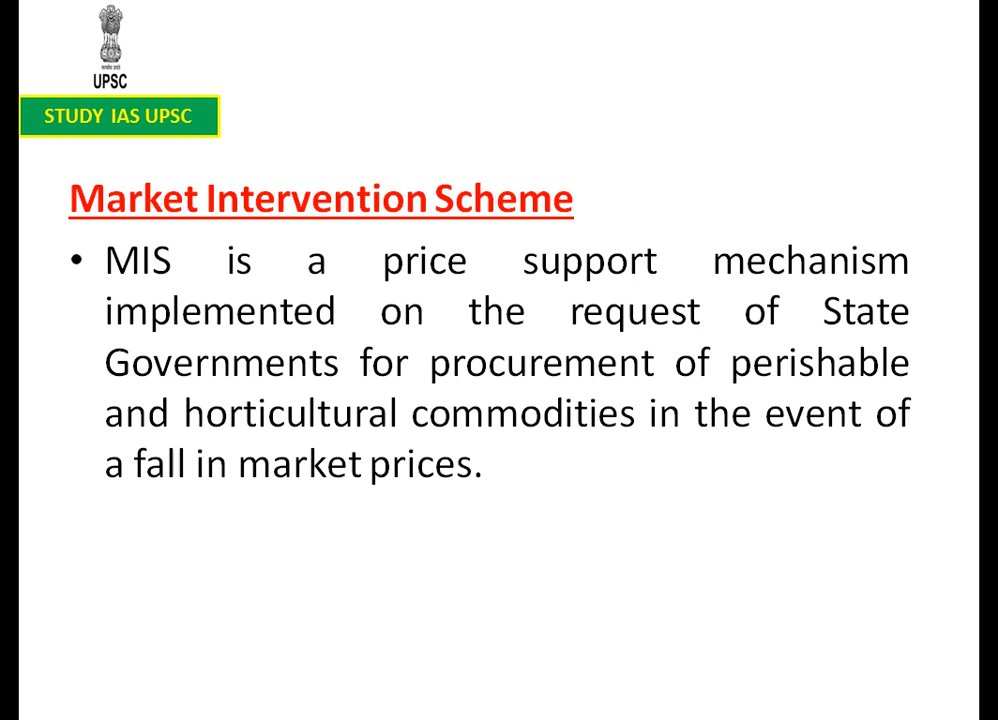 UPSC
STUDY IAS UPSC
Market Intervention Scheme
• MIS is a price support mechanism
implemented on the request of State
Governments for procurement of perishable
and horticultural commodities in the event of
a fall in market prices.